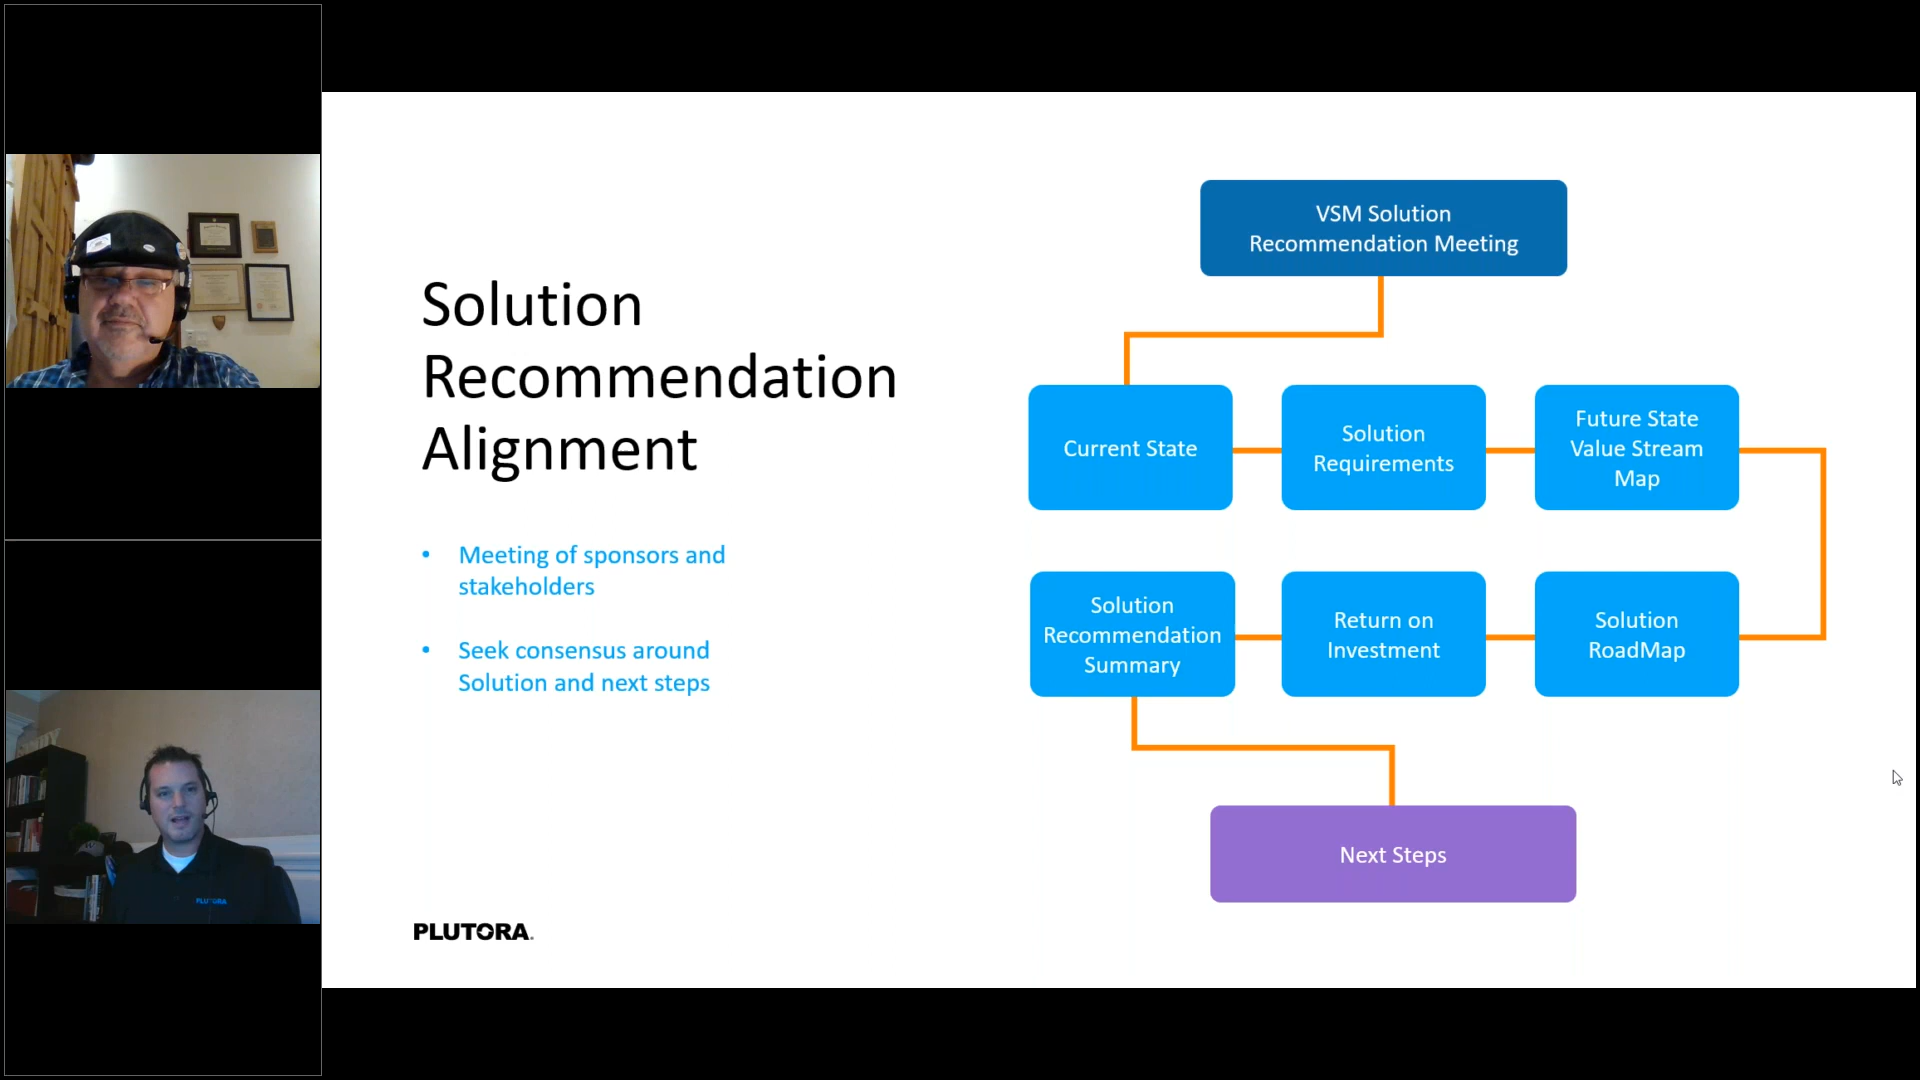 Solution
Recommendation
Alignment
• Meeting of sponsors and
stakeholders
• Seek consensus around
Solution and next steps
VSM Solution
Recommendation Meeting
Current State
Solution
Requirements
Future State
Value Stream
Map
Solution
Recommendation
Summary
Return on
Investment
Solution
RoadMap
Next Steps
PLUTORA
PLUTORA